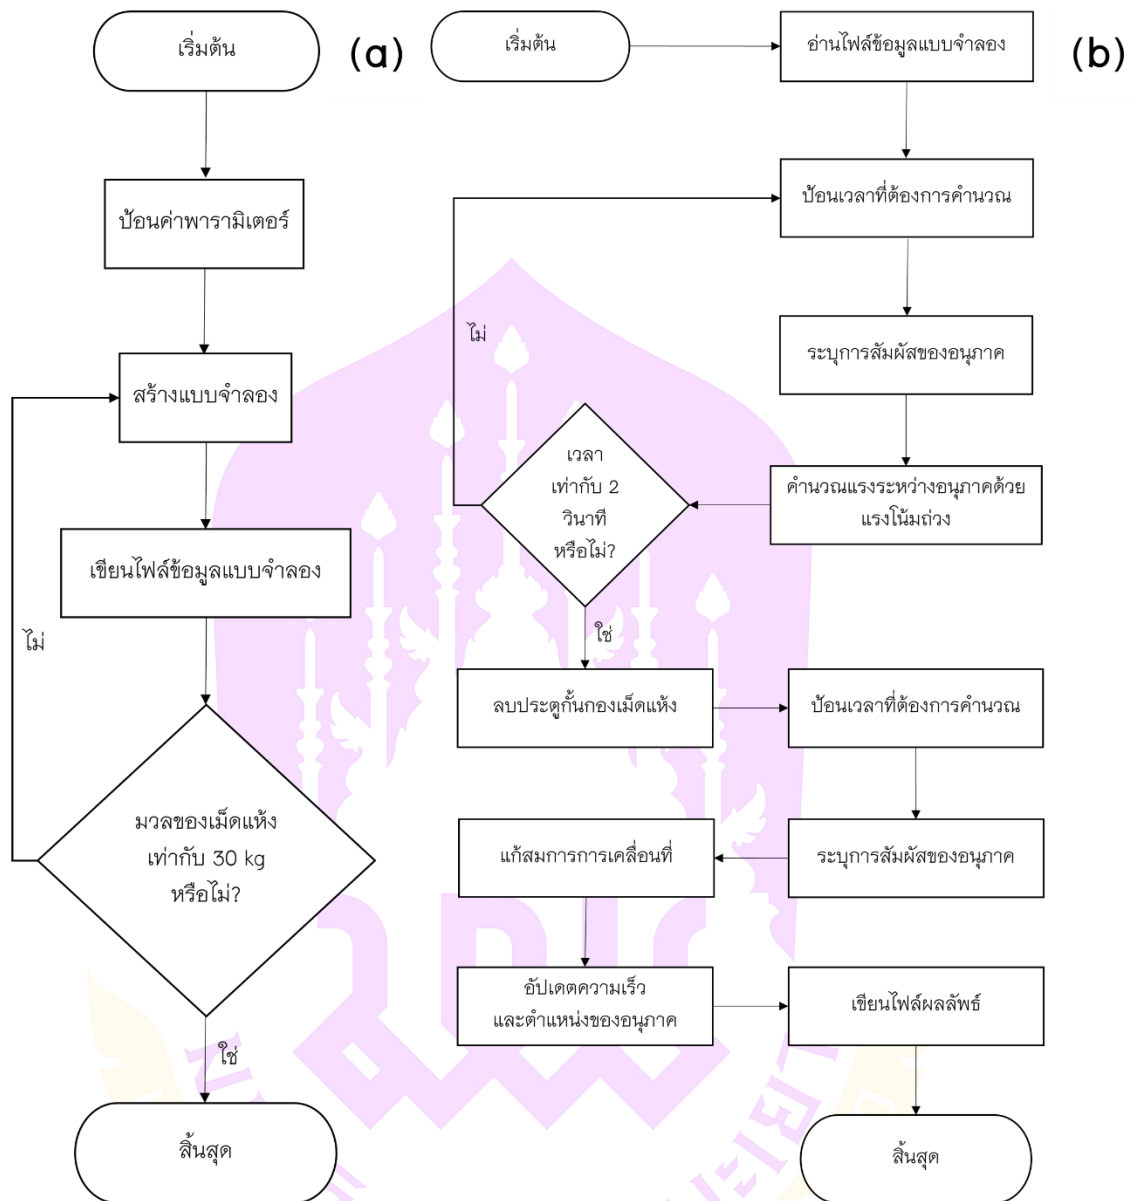 (a)
เริ่มต้น
ป้อนค่าพารามิเตอร์
สร้างแบบจำลอง
เขียนไฟล์ข้อมูลแบบจำลอง
ไม่
มวลของเม็ดแห้ง
เท่ากับ 30 kg
หรือไม่?
ใช่
สิ้นสุด
(b)
เริ่มต้น
อ่านไฟล์ข้อมูลแบบจำลอง
ป้อนเวลาที่ต้องการคำนวณ
ระบุการสัมผัสของอนุภาค
คำนวณแรงระหว่างอนุภาคด้วย
แรงโน้มถ่วง
ไม่
เวลา
เท่ากับ 2
วินาที
หรือไม่?
ใช่
ลบประตูกั้นกองเม็ดแห้ง
ป้อนเวลาที่ต้องการคำนวณ
ระบุการสัมผัสของอนุภาค
แก้สมการการเคลื่อนที่
อัปเดตความเร็ว
และตำแหน่งของอนุภาค
เขียนไฟล์ผลลัพธ์
สิ้นสุด